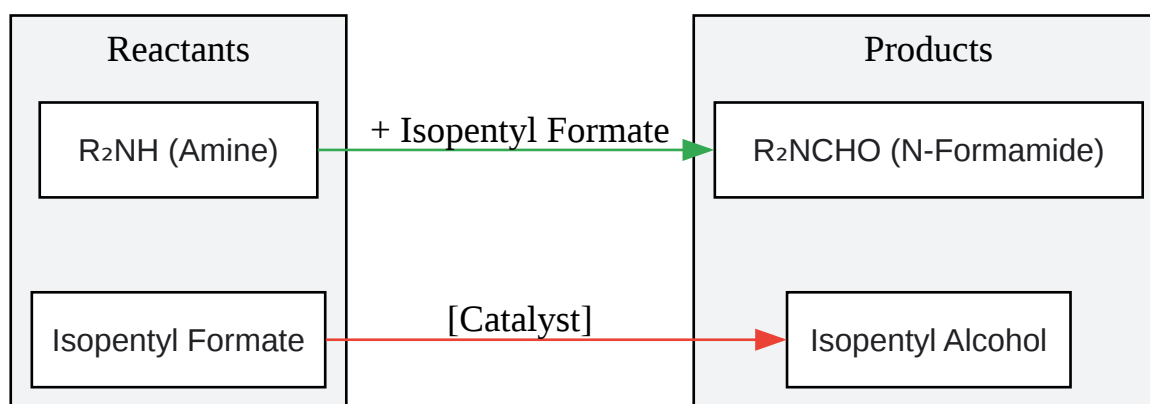 Reactants
Products
R₂NH (Amine)
+ Isopentyl Formate
R₂NCHO (N-Formamide)
Isopentyl Formate
[Catalyst]
Isopentyl Alcohol